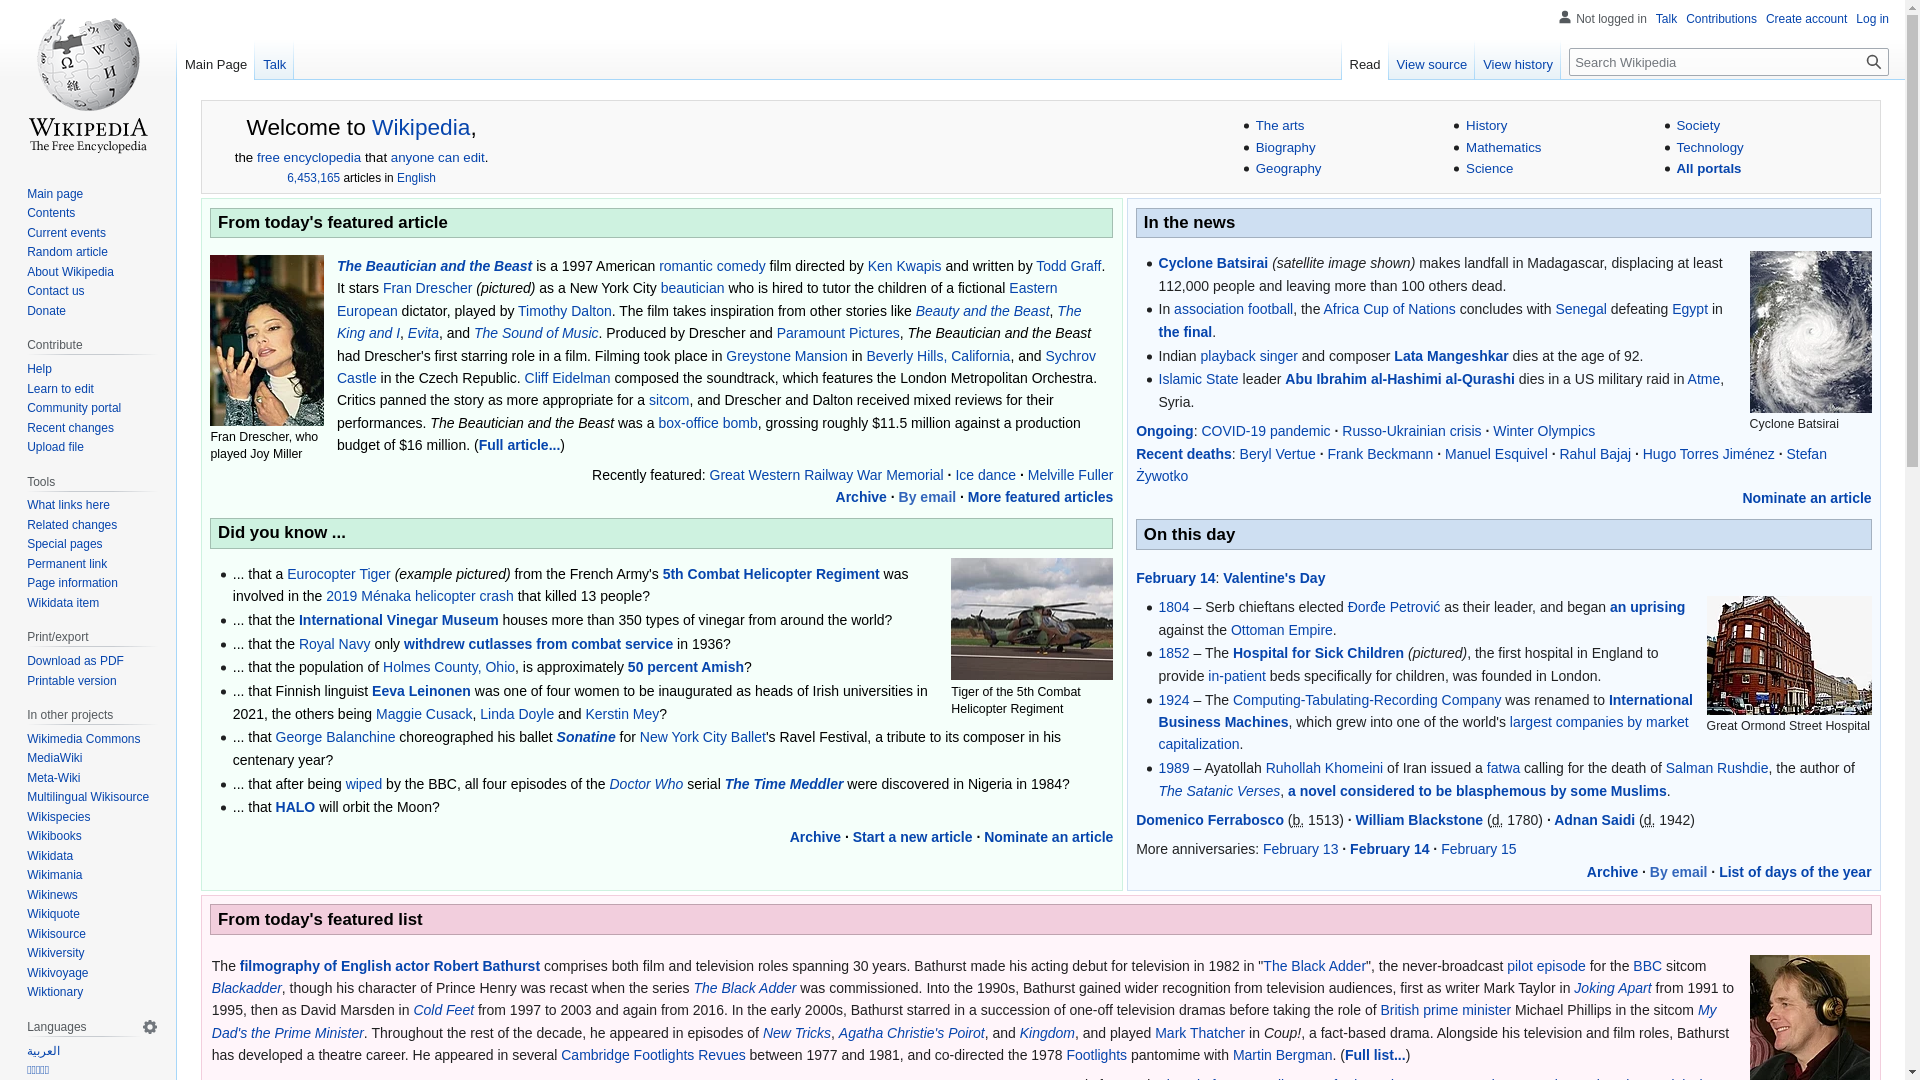 Not logged in Talk Contributions Create account Log in
WIKIPEDIA
The Free Encyclopedia
Main Page Talk
Read View source View history Search Wikipedia
Main page
Contents
Current events
Random article
About Wikipedia
Contact us
Donate
Contribute
Help
Learn to edit
Community portal
Recent changes
Upload file
Tools
What links here
Related changes
Special pages
Permanent link
Page information
Wikidata item
Print/export
Download as PDF
Printable version
In other projects
Wikimedia Commons
MediaWiki
Meta-Wiki
Multilingual Wikisource
Wikispecies
Wikibooks
Wikidata
Wikimania
Wikinews
Wikiquote
Wikisource
Wikiversity
Wikivoyage
Wiktionary
Languages
العربية
Welcome to Wikipedia,
the free encyclopedia that anyone can edit.
6,453,165 articles in English
The arts
Biography
Geography
History
Mathematics
Science
Society
Technology
All portals
From today's featured article
Fran Drescher, who
played Joy Miller
The Beautician and the Beast is a 1997 American romantic comedy film directed by Ken Kwapis and written by Todd Graff.
It stars Fran Drescher (pictured) as a New York City beautician who is hired to tutor the children of a fictional Eastern
European dictator, played by Timothy Dalton. The film takes inspiration from other stories like Beauty and the Beast, The
King and I, Evita, and The Sound of Music. Produced by Drescher and Paramount Pictures, The Beautician and the Beast
had Drescher's first starring role in a film. Filming took place in Greystone Mansion in Beverly Hills, California, and Sychrov
Castle in the Czech Republic. Cliff Eidelman composed the soundtrack, which features the London Metropolitan Orchestra.
Critics panned the story as more appropriate for a sitcom, and Drescher and Dalton received mixed reviews for their
performances. The Beautician and the Beast was a box-office bomb, grossing roughly $11.5 million against a production
budget of $16 million. (Full article...)
Recently featured: Great Western Railway War Memorial · Ice dance · Melville Fuller
Archive · By email · More featured articles
Did you know ...
... that a Eurocopter Tiger (example pictured) from the French Army's 5th Combat Helicopter Regiment was
involved in the 2019 Ménaka helicopter crash that killed 13 people?
... that the International Vinegar Museum houses more than 350 types of vinegar from around the world?
... that the Royal Navy only withdrew cutlasses from combat service in 1936?
... that the population of Holmes County, Ohio, is approximately 50 percent Amish?
... that Finnish linguist Eeva Leinonen was one of four women to be inaugurated as heads of Irish universities in
2021, the others being Maggie Cusack, Linda Doyle and Kerstin Mey?
... that George Balanchine choreographed his ballet Sonatine for New York City Ballet's Ravel Festival, a tribute to its composer in his
centenary year?
... that after being wiped by the BBC, all four episodes of the Doctor Who serial The Time Meddler were discovered in Nigeria in 1984?
... that HALO will orbit the Moon?
Tiger of the 5th Combat
Helicopter Regiment
Archive · Start a new article · Nominate an article
In the news
Cyclone Batsirai (satellite image shown) makes landfall in Madagascar, displacing at least
112,000 people and leaving more than 100 others dead.
In association football, the Africa Cup of Nations concludes with Senegal defeating Egypt in
the final.
Indian playback singer and composer Lata Mangeshkar dies at the age of 92.
Islamic State leader Abu Ibrahim al-Hashimi al-Qurashi dies in a US military raid in Atme,
Syria.
Cyclone Batsirai
Ongoing: COVID-19 pandemic · Russo-Ukrainian crisis · Winter Olympics
Recent deaths: Beryl Vertue · Frank Beckmann · Manuel Esquivel · Rahul Bajaj · Hugo Torres Jiménez · Stefan
Żywotko
Nominate an article
On this day
February 14: Valentine's Day
1804 – Serb chieftans elected Đorđe Petrović as their leader, and began an uprising
against the Ottoman Empire.
1852 – The Hospital for Sick Children (pictured), the first hospital in England to
provide in-patient beds specifically for children, was founded in London.
1924 – The Computing-Tabulating-Recording Company was renamed to International
Business Machines, which grew into one of the world's largest companies by market
capitalization.
1989 – Ayatollah Ruhollah Khomeini of Iran issued a fatwa calling for the death of Salman Rushdie, the author of
The Satanic Verses, a novel considered to be blasphemous by some Muslims.
Great Ormond Street Hospital
Domenico Ferrabosco (b. 1513) · William Blackstone (d. 1780) · Adnan Saidi (d. 1942)
More anniversaries: February 13 · February 14 · February 15
Archive · By email · List of days of the year
From today's featured list
The filmography of English actor Robert Bathurst comprises both film and television roles spanning 30 years. Bathurst made his acting debut for television in 1982 in "The Black Adder", the never-broadcast pilot episode for the BBC sitcom
Blackadder, though his character of Prince Henry was recast when the series The Black Adder was commissioned. Into the 1990s, Bathurst gained wider recognition from television audiences, first as writer Mark Taylor in Joking Apart from 1991 to
1995, then as David Marsden in Cold Feet from 1997 to 2003 and again from 2016. In the early 2000s, Bathurst starred in a succession of one-off television dramas before taking the role of British prime minister Michael Phillips in the sitcom My
Dad's the Prime Minister. Throughout the rest of the decade, he appeared in episodes of New Tricks, Agatha Christie's Poirot, and Kingdom, and played Mark Thatcher in Coup!, a fact-based drama. Alongside his television and film roles, Bathurst
has developed a theatre career. He appeared in several Cambridge Footlights Revues between 1977 and 1981, and co-directed the 1978 Footlights pantomime with Martin Bergman. (Full list...)